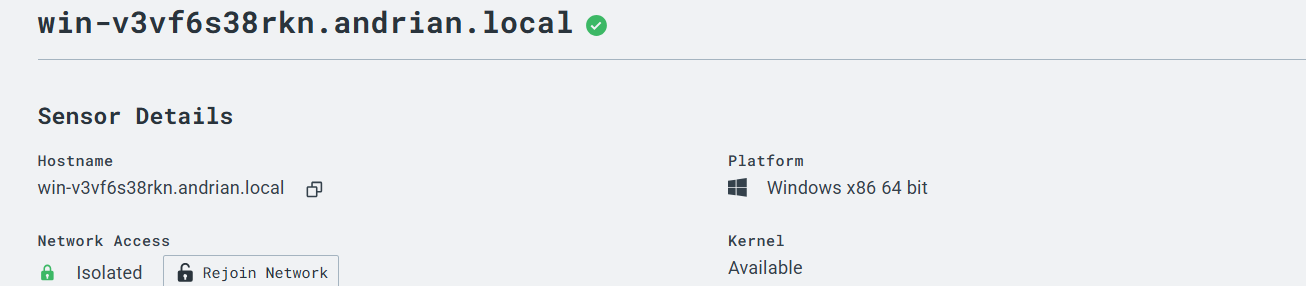 win-v3vf6s38rkn.andrian.local
Sensor Details
Hostname
win-v3vf6s38rkn.andrian.local
Platform
Windows x86 64 bit
Network Access
Isolated
Rejoin Network
Kernel
Available